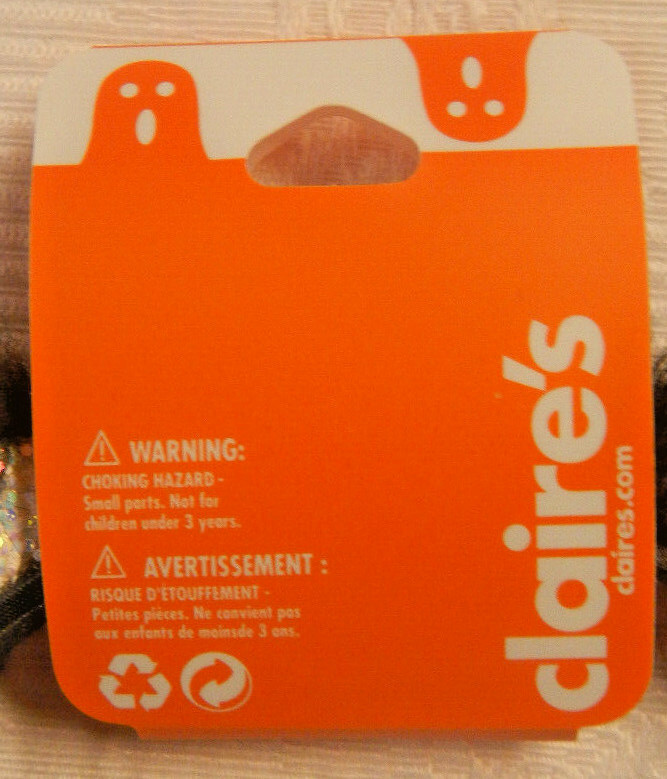 WARNING:
CHOKING HAZARD -
Small parts. Not for
children under 3 years.
AVERTISSEMENT :
RISQUE D'ÉTOUFFEMENT -
Petites pièces. Ne convient pas
aux enfants de moinsde 3 ans.
claire's
claires.com